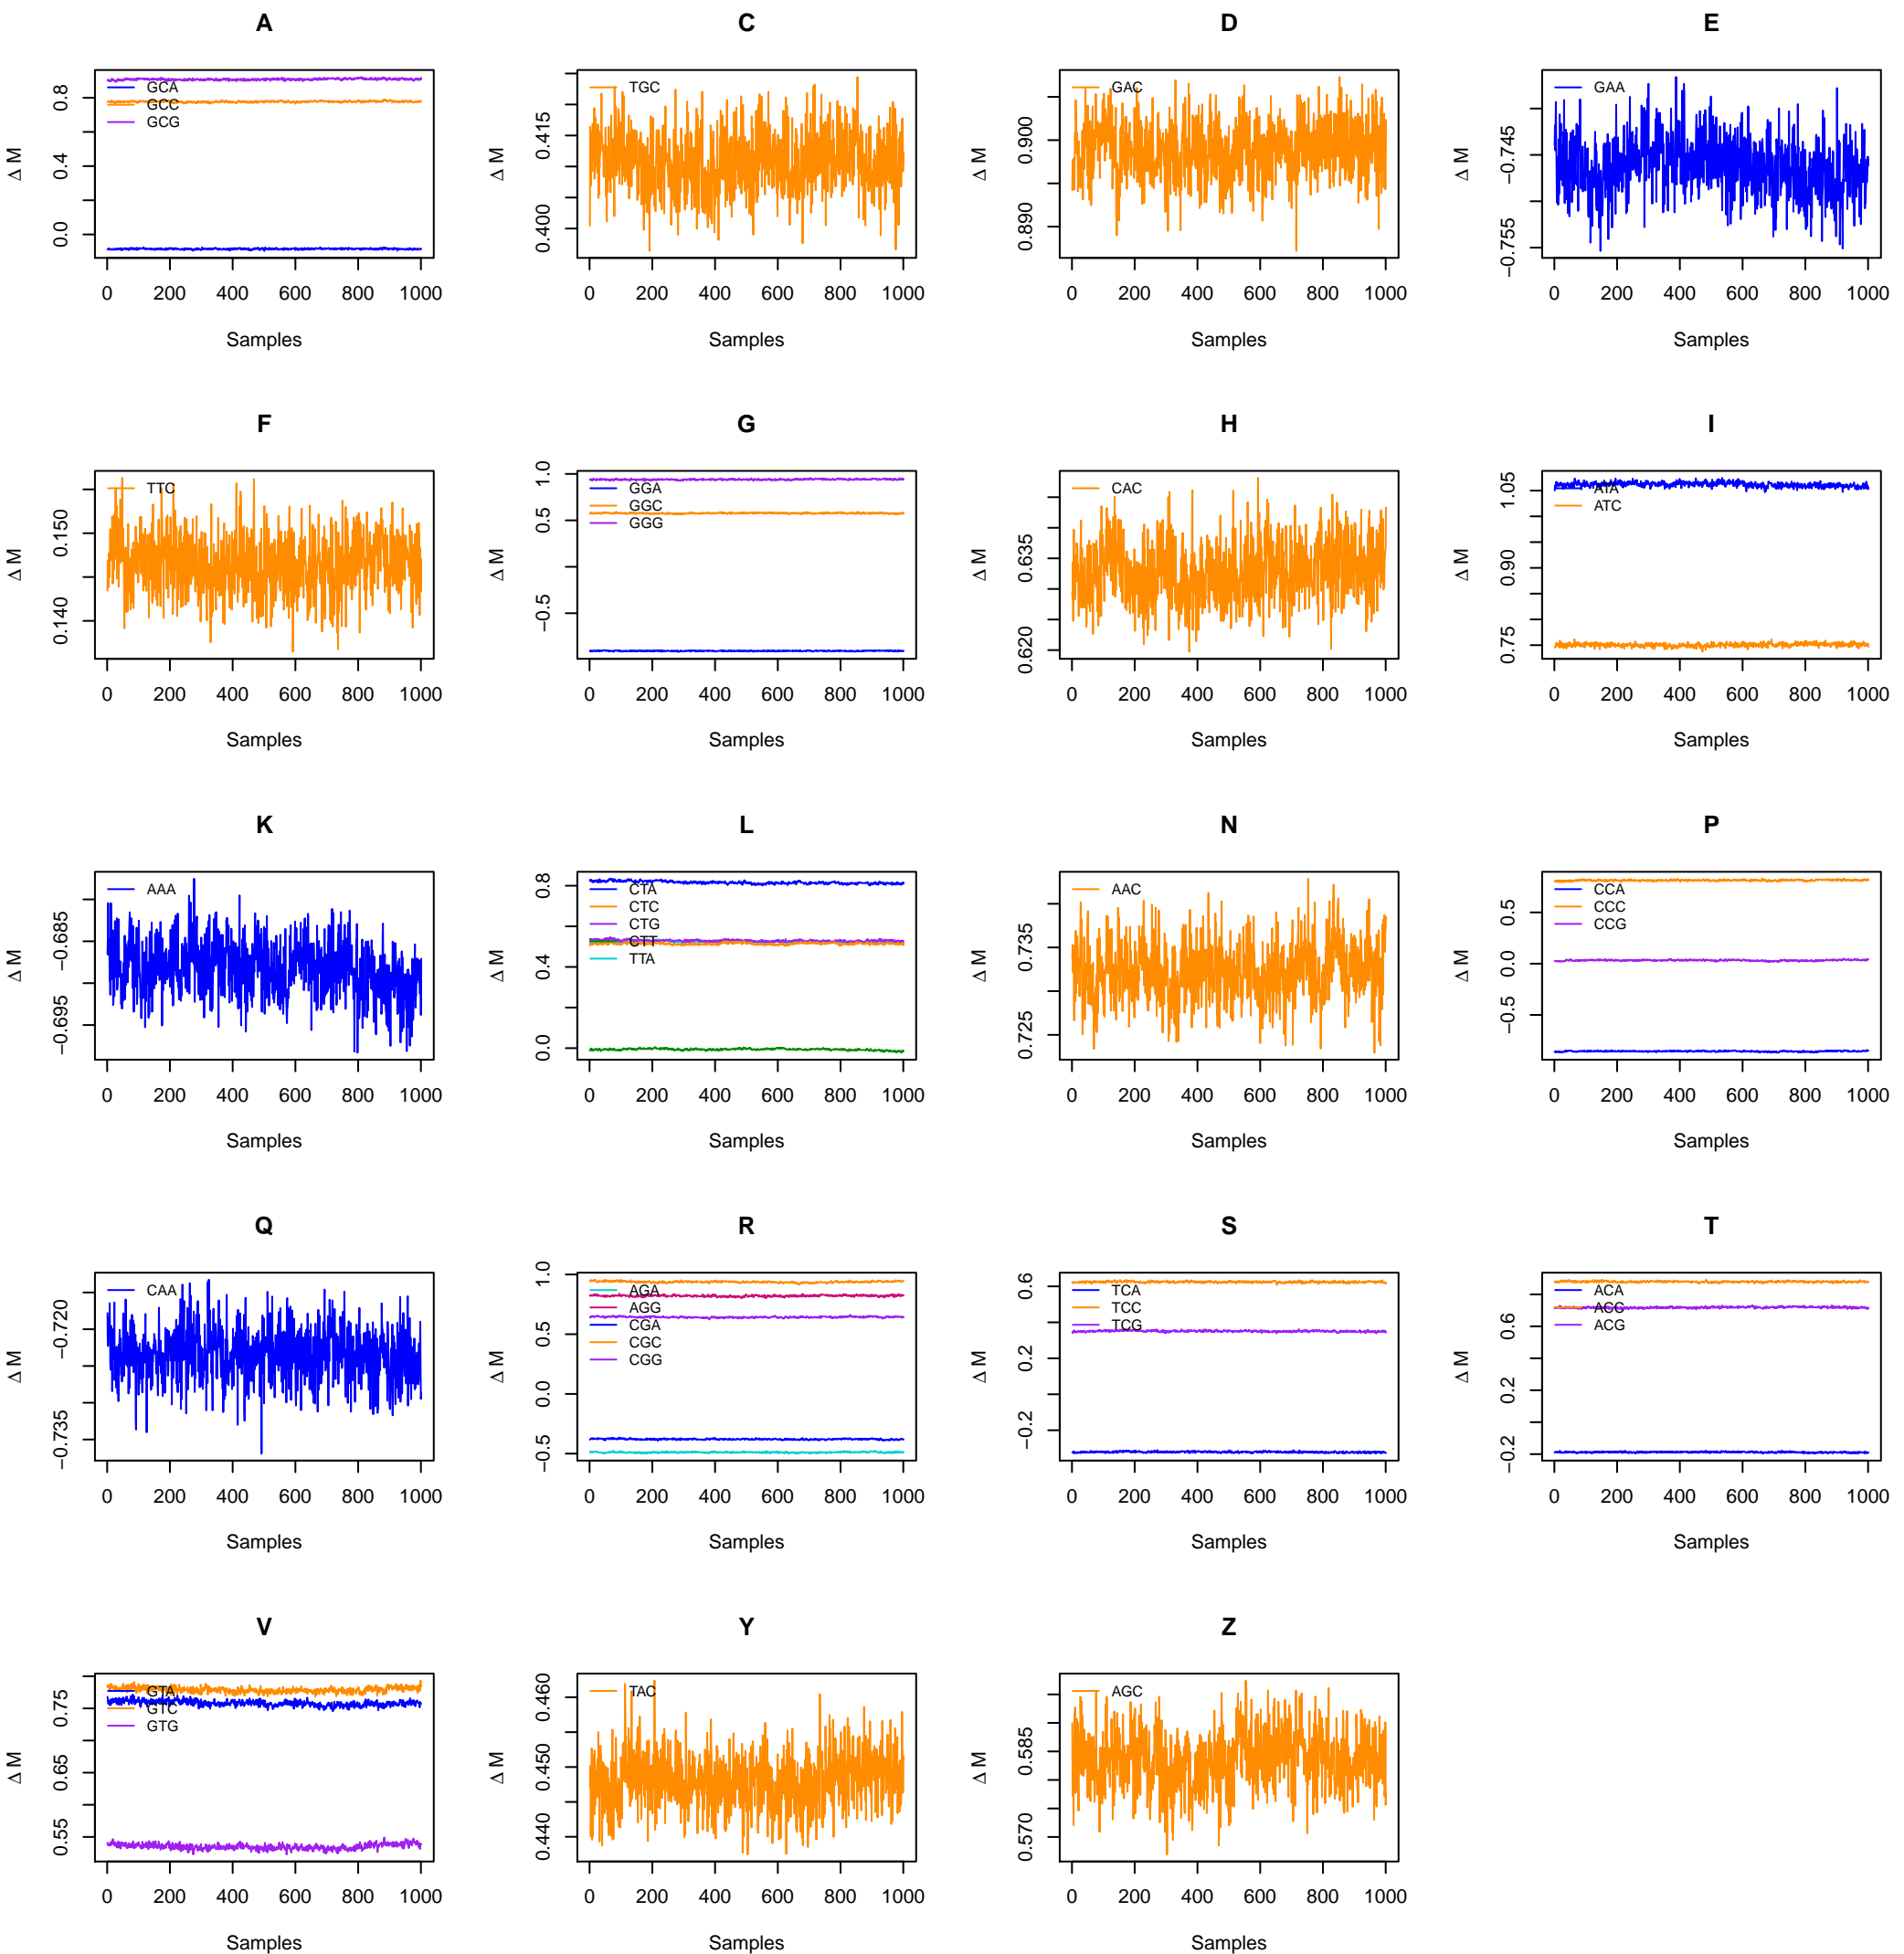 A
C
D
E
ΔM
0.0 0.4 0.8
GCA
GCC
GCG
0 200 400 600 800 1000
Samples
ΔM
0.400 0.415
TGC
0 200 400 600 800 1000
Samples
ΔM
0.890 0.900
GAC
0 200 400 600 800 1000
Samples
ΔM
−0.755 −0.745
GAA
0 200 400 600 800 1000
Samples
F
G
H
I
ΔM
0.140 0.150
TTC
0 200 400 600 800 1000
Samples
ΔM
−0.5 0.5 1.0
GGA
GGC
GGG
0 200 400 600 800 1000
Samples
ΔM
0.620 0.635
CAC
0 200 400 600 800 1000
Samples
ΔM
0.75 0.90 1.05
ATA
ATC
0 200 400 600 800 1000
Samples
K
L
N
P
ΔM
−0.695 −0.685
AAA
0 200 400 600 800 1000
Samples
ΔM
0.0 0.4 0.8
CTA
CTC
CTG
CTT
TTA
0 200 400 600 800 1000
Samples
ΔM
0.725 0.735
AAC
0 200 400 600 800 1000
Samples
ΔM
−0.5 0.0 0.5
CCA
CCC
CCG
0 200 400 600 800 1000
Samples
Q
R
S
T
ΔM
−0.735 −0.720
CAA
0 200 400 600 800 1000
Samples
ΔM
−0.5 0.0 0.5 1.0
AGA
AGG
CGA
CGC
CGG
0 200 400 600 800 1000
Samples
ΔM
−0.2 0.2 0.6
TCA
TCC
TCG
0 200 400 600 800 1000
Samples
ΔM
−0.2 0.2 0.6
ACA
ACC
ACG
0 200 400 600 800 1000
Samples
V
Y
Z
ΔM
0.55 0.65 0.75
GTA
GTC
GTG
0 200 400 600 800 1000
Samples
ΔM
0.440 0.450 0.460
TAC
0 200 400 600 800 1000
Samples
ΔM
0.570 0.585
AGC
0 200 400 600 800 1000
Samples